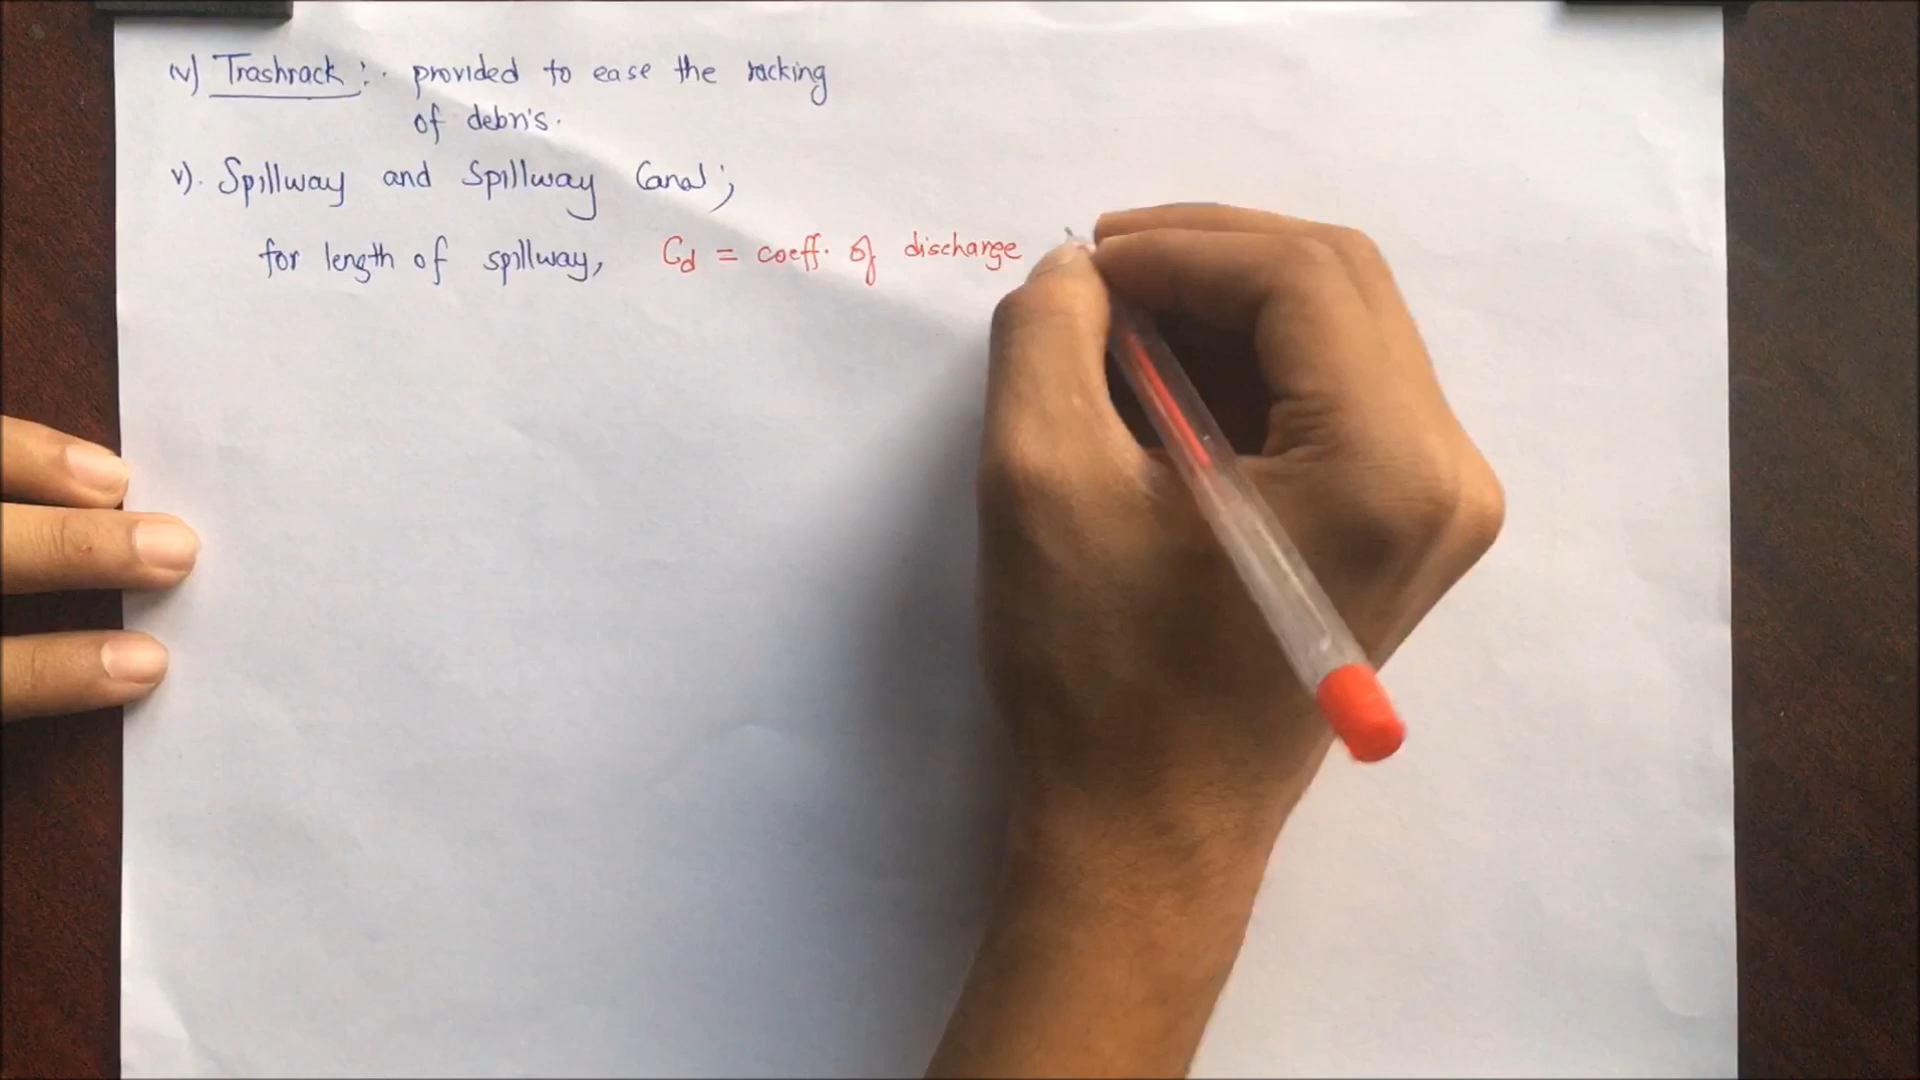 iv) Trashrack :- provided to ease the racking
of debris.
v). Spillway and Spillway Canal;
for length of spillway, Cd = coeff. of discharge